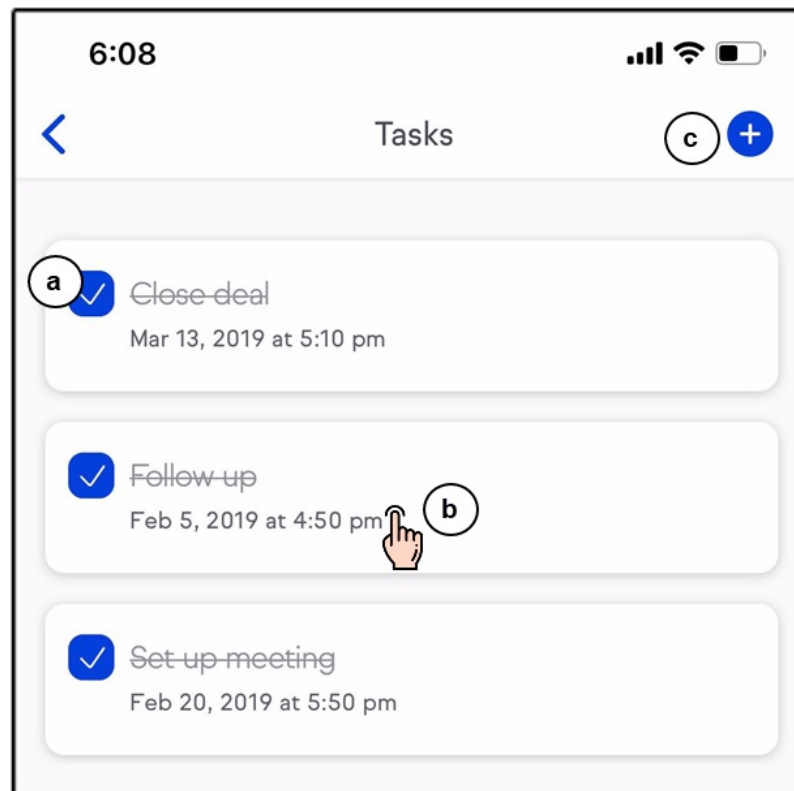 6:08
Tasks
c
a
Close deal
Mar 13, 2019 at 5:10 pm
Follow up
Feb 5, 2019 at 4:50 pm
b
Set up meeting
Feb 20, 2019 at 5:50 pm